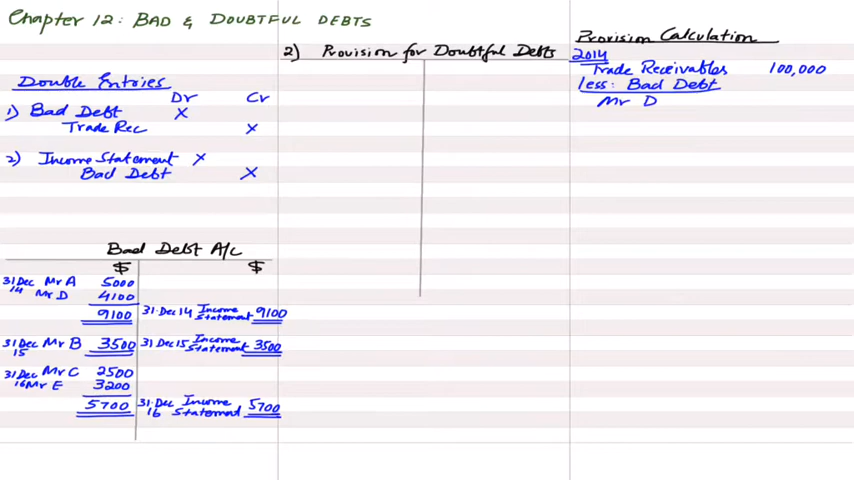 Chapter 12: BAD & DOUBTFUL DEBTS
Double Entries
Dr Cr
1) Bad Debt X
Trade Rec X
2) Income Statement X
Bad Debt X
Bad Debt A/c
$ $
31 Dec 14 Mr A 5000
Mr D 4100
9100 31 Dec 14 Income Statement 9100
31 Dec 15 Mr B 3500 31 Dec 15 Income Statement 3500
31 Dec 16 Mr C 2500
Mr E 3200
5700 31 Dec 16 Income Statement 5700
2) Provision for Doubtful Debts
Provision Calculation
2014
Trade Receivables 100,000
less: Bad Debt
Mr D